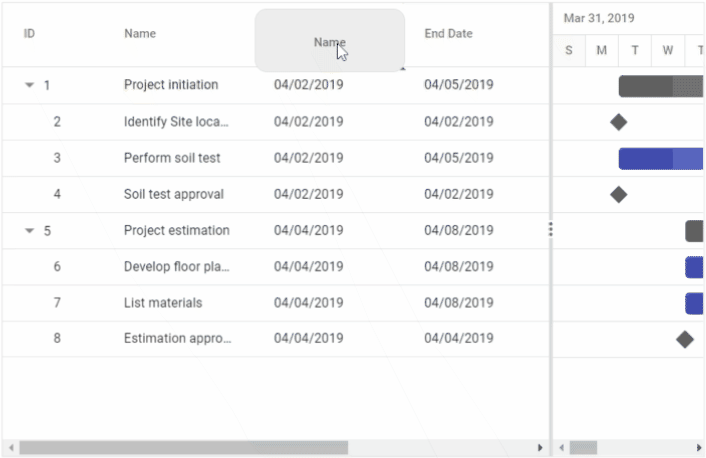 ID Name Name End Date Mar 31, 2019
S M T W T
1 Project initiation 04/02/2019 04/05/2019
2 Identify Site loca... 04/02/2019 04/02/2019
3 Perform soil test 04/02/2019 04/05/2019
4 Soil test approval 04/02/2019 04/02/2019
5 Project estimation 04/04/2019 04/08/2019
6 Develop floor pla... 04/04/2019 04/08/2019
7 List materials 04/04/2019 04/08/2019
8 Estimation appro... 04/04/2019 04/04/2019